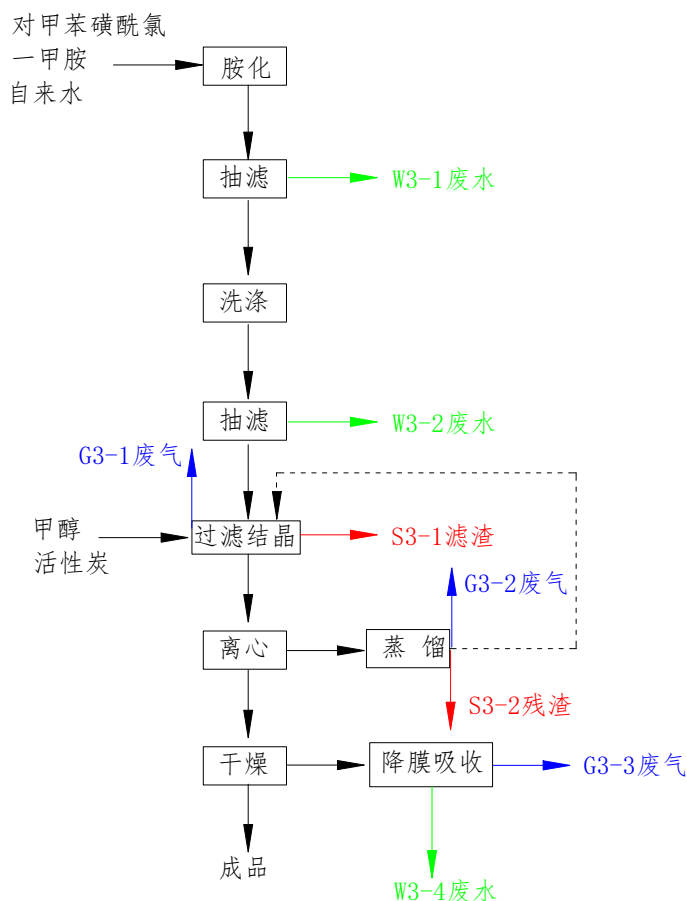 对甲苯磺酰氯
一甲胺
自来水
胺化
抽滤
W3-1废水
洗涤
抽滤
W3-2废水
G3-1废气
甲醇
活性炭
过滤结晶
S3-1滤渣
G3-2废气
离心
蒸 馏
S3-2残渣
干燥
降膜吸收
G3-3废气
成品
W3-4废水